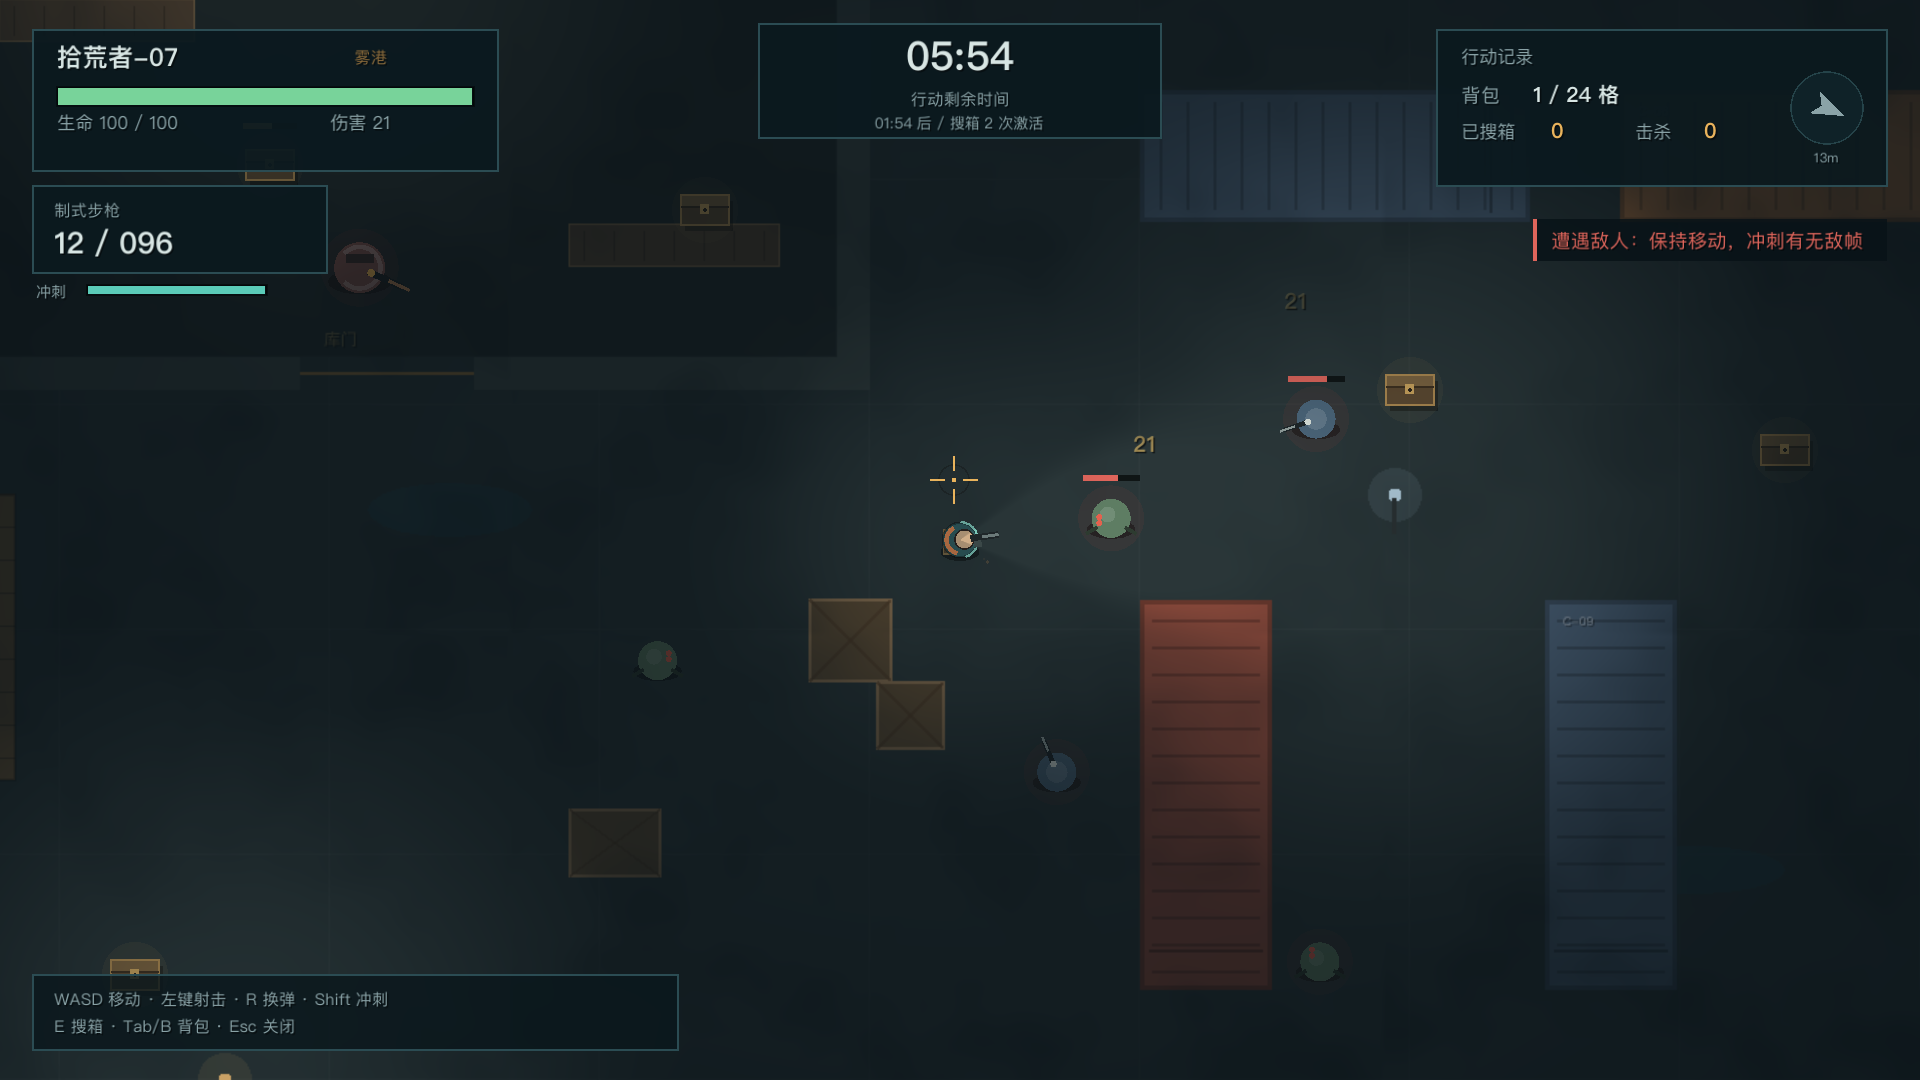 拾荒者-07
雾港
生命 100 / 100
伤害 21
制式步枪
12 / 096
冲刺
库门
05:54
行动剩余时间
01:54 后 / 搜箱 2 次激活
行动记录
背包 1 / 24 格
已搜箱 0 击杀 0
13m
遭遇敌人：保持移动，冲刺有无敌帧
21
21
C-09
WASD 移动 · 左键射击 · R 换弹 · Shift 冲刺
E 搜箱 · Tab/B 背包 · Esc 关闭